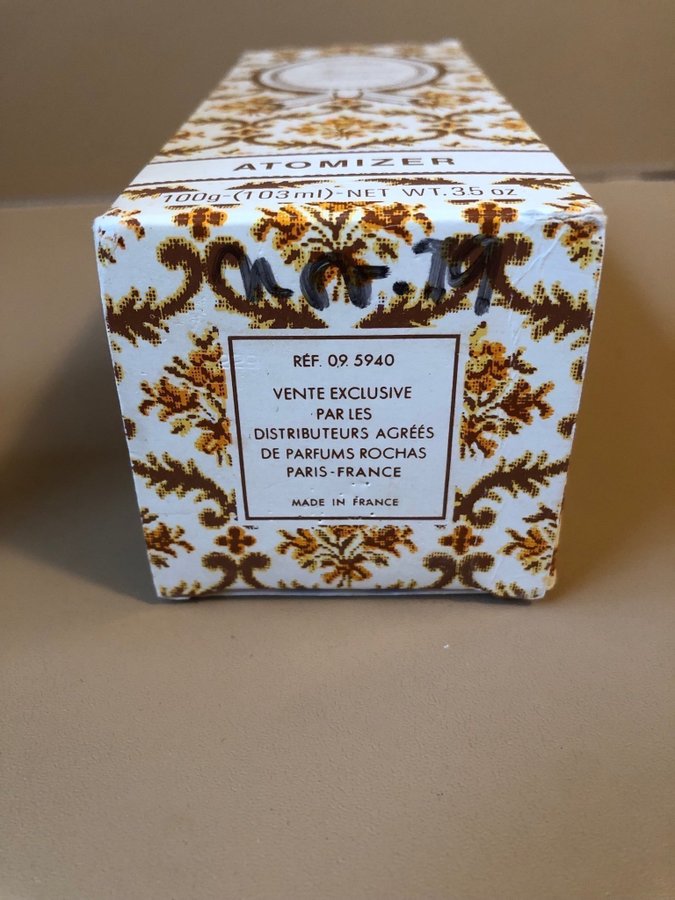 ATOMIZER
100g-(103ml)-NET WT.3.5 oz
RÉF. 09.5940
VENTE EXCLUSIVE
PAR LES
DISTRIBUTEURS AGRÉÉS
DE PARFUMS ROCHAS
PARIS-FRANCE
MADE IN FRANCE